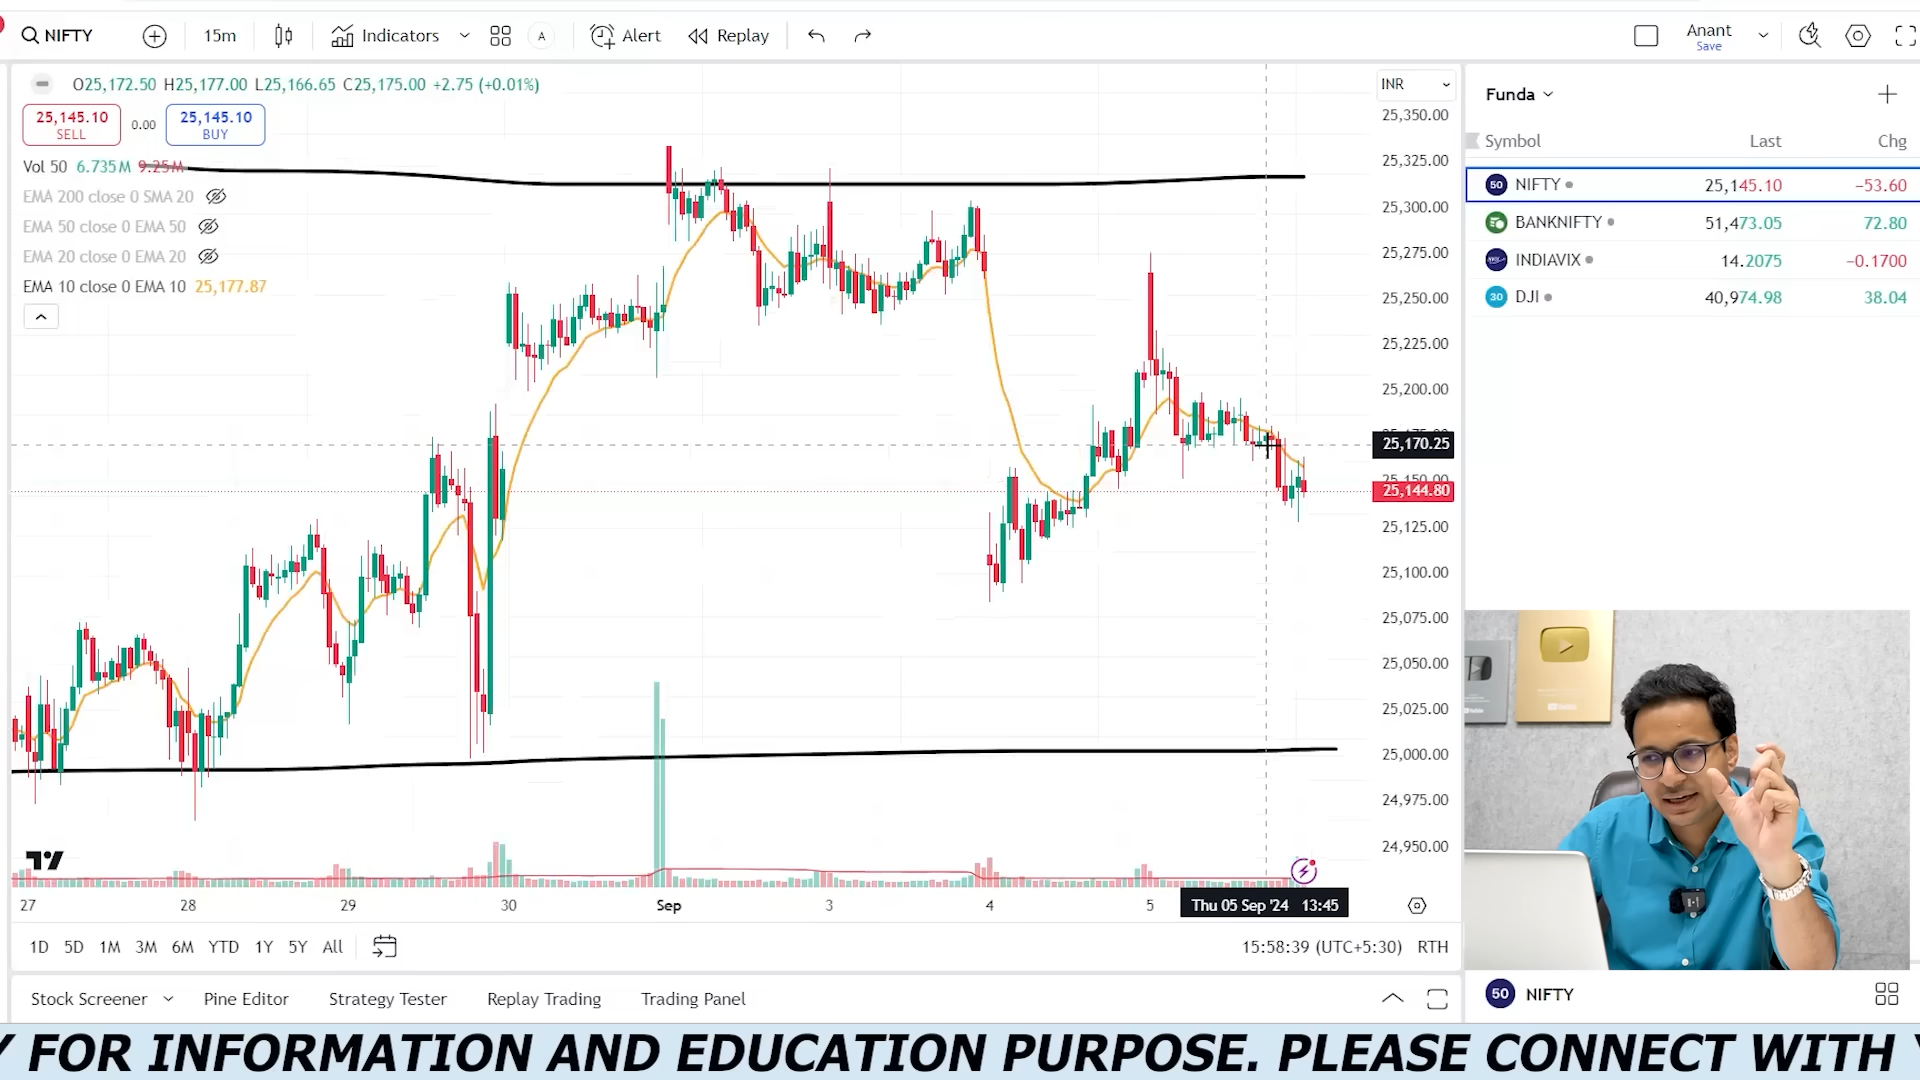 NIFTY 15m Indicators A Alert Replay Anant
Save
O25,172.50 H25,177.00 L25,166.65 C25,175.00 +2.75 (+0.01%)
INR
25,145.10
SELL
0.00
25,145.10
BUY
Vol 50 6.735M 9.25M
EMA 200 close 0 SMA 20
EMA 50 close 0 EMA 50
EMA 20 close 0 EMA 20
EMA 10 close 0 EMA 10 25,177.87
25,350.00
25,325.00
25,300.00
25,275.00
25,250.00
25,225.00
25,200.00
25,170.25
25,144.80
25,125.00
25,100.00
25,075.00
25,050.00
25,025.00
25,000.00
24,975.00
24,950.00
27 28 29 30 Sep 3 4 5 Thu 05 Sep '24 13:45
1D 5D 1M 3M 6M YTD 1Y 5Y All
15:58:39 (UTC+5:30) RTH
Stock Screener Pine Editor Strategy Tester Replay Trading Trading Panel
Funda
Symbol Last Chg
50 NIFTY 25,145.10 −53.60
BANKNIFTY 51,473.05 72.80
INDIAVIX 14.2075 −0.1700
30 DJI 40,974.98 38.04
50 NIFTY
FOR INFORMATION AND EDUCATION PURPOSE. PLEASE CONNECT WITH